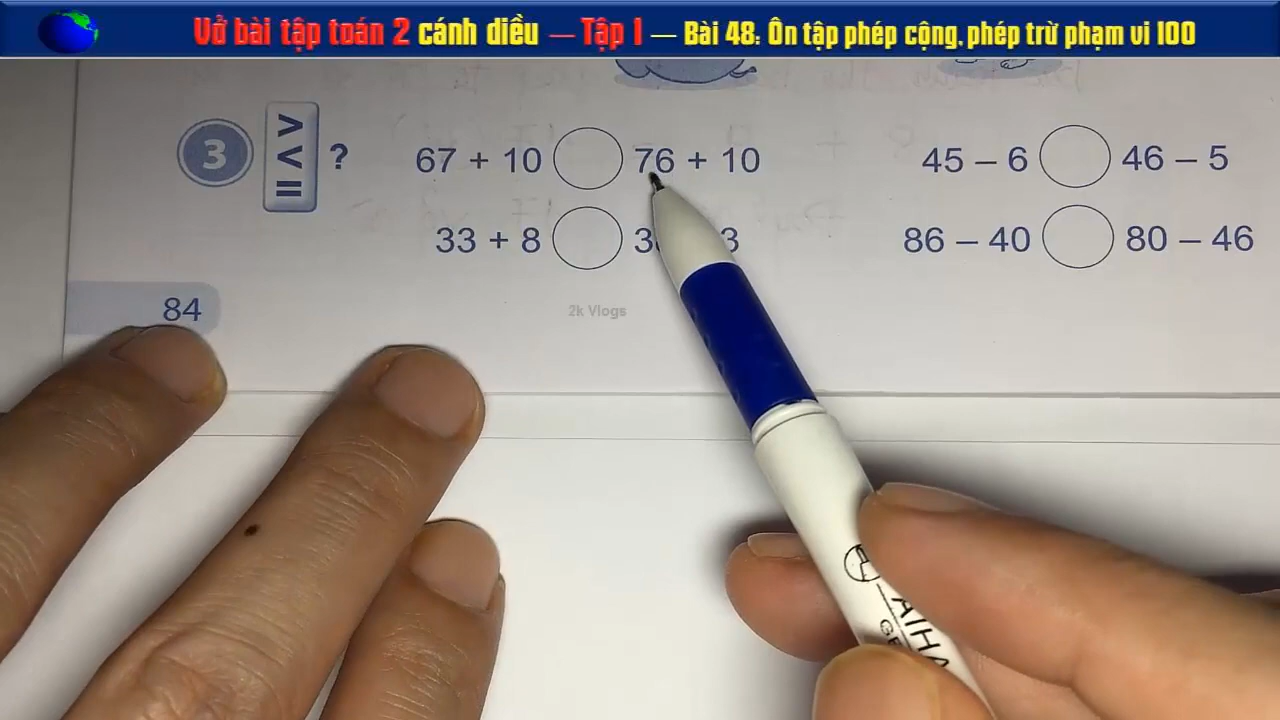 Vở bài tập toán 2 cánh diều – Tập 1 – Bài 48: Ôn tập phép cộng, phép trừ phạm vi 100
3 > < = ? 67 + 10 76 + 10 45 – 6 46 – 5
33 + 8 3 3 86 – 40 80 – 46
84
2k Vlogs